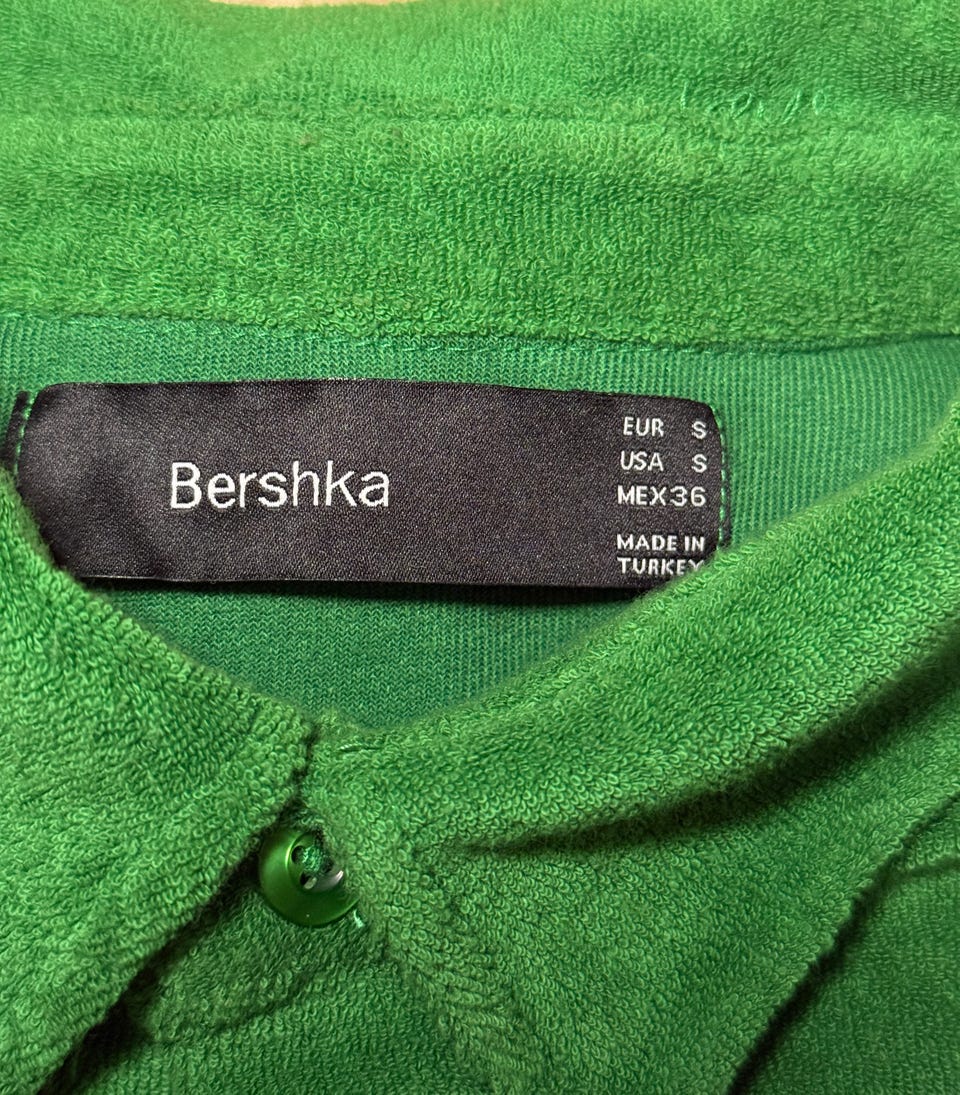 Bershka
EUR S
USA S
MEX 36
MADE IN
TURKEY